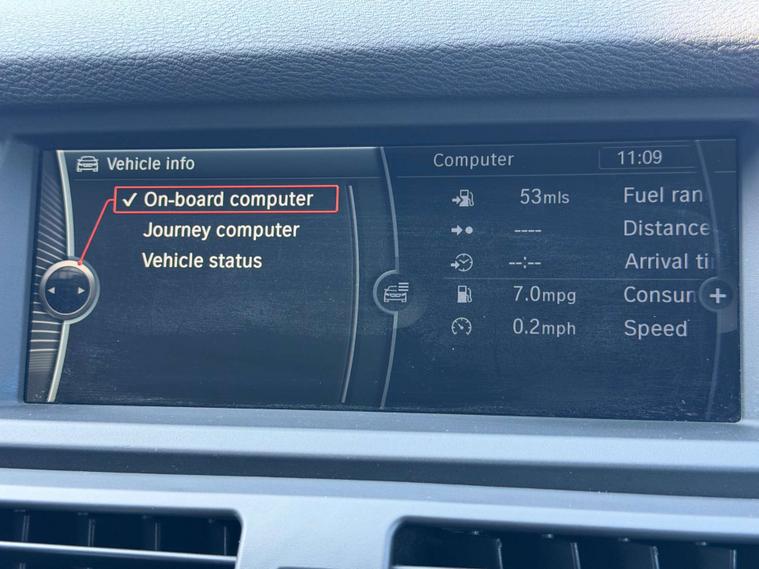 Vehicle info
✓ On-board computer
Journey computer
Vehicle status
Computer 11:09
53mls Fuel ran
---- Distance
--:-- Arrival ti
7.0mpg Consun
0.2mph Speed